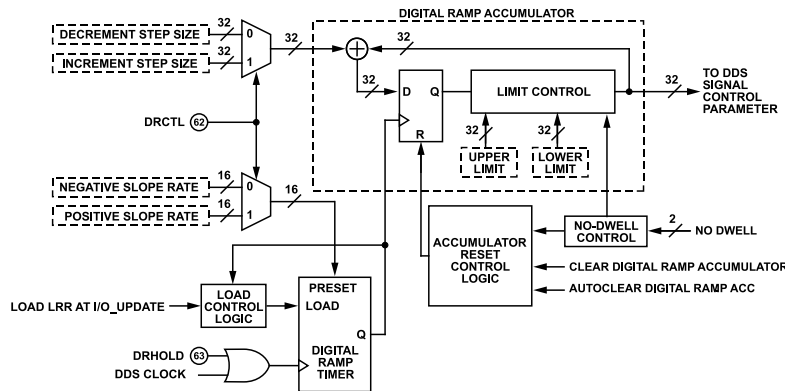 DIGITAL RAMP ACCUMULATOR
DECREMENT STEP SIZE
32
0
INCREMENT STEP SIZE
32
1
32
32
32
D
Q
R
LIMIT CONTROL
32
TO DDS
SIGNAL
CONTROL
PARAMETER
DRCTL
62
32
32
UPPER
LIMIT
LOWER
LIMIT
NEGATIVE SLOPE RATE
16
0
POSITIVE SLOPE RATE
16
1
16
ACCUMULATOR
RESET
CONTROL
LOGIC
NO-DWELL
CONTROL
2
NO DWELL
CLEAR DIGITAL RAMP ACCUMULATOR
AUTOCLEAR DIGITAL RAMP ACC
LOAD LRR AT I/O_UPDATE
LOAD
CONTROL
LOGIC
PRESET
LOAD
Q
DIGITAL
RAMP
TIMER
DRHOLD
63
DDS CLOCK